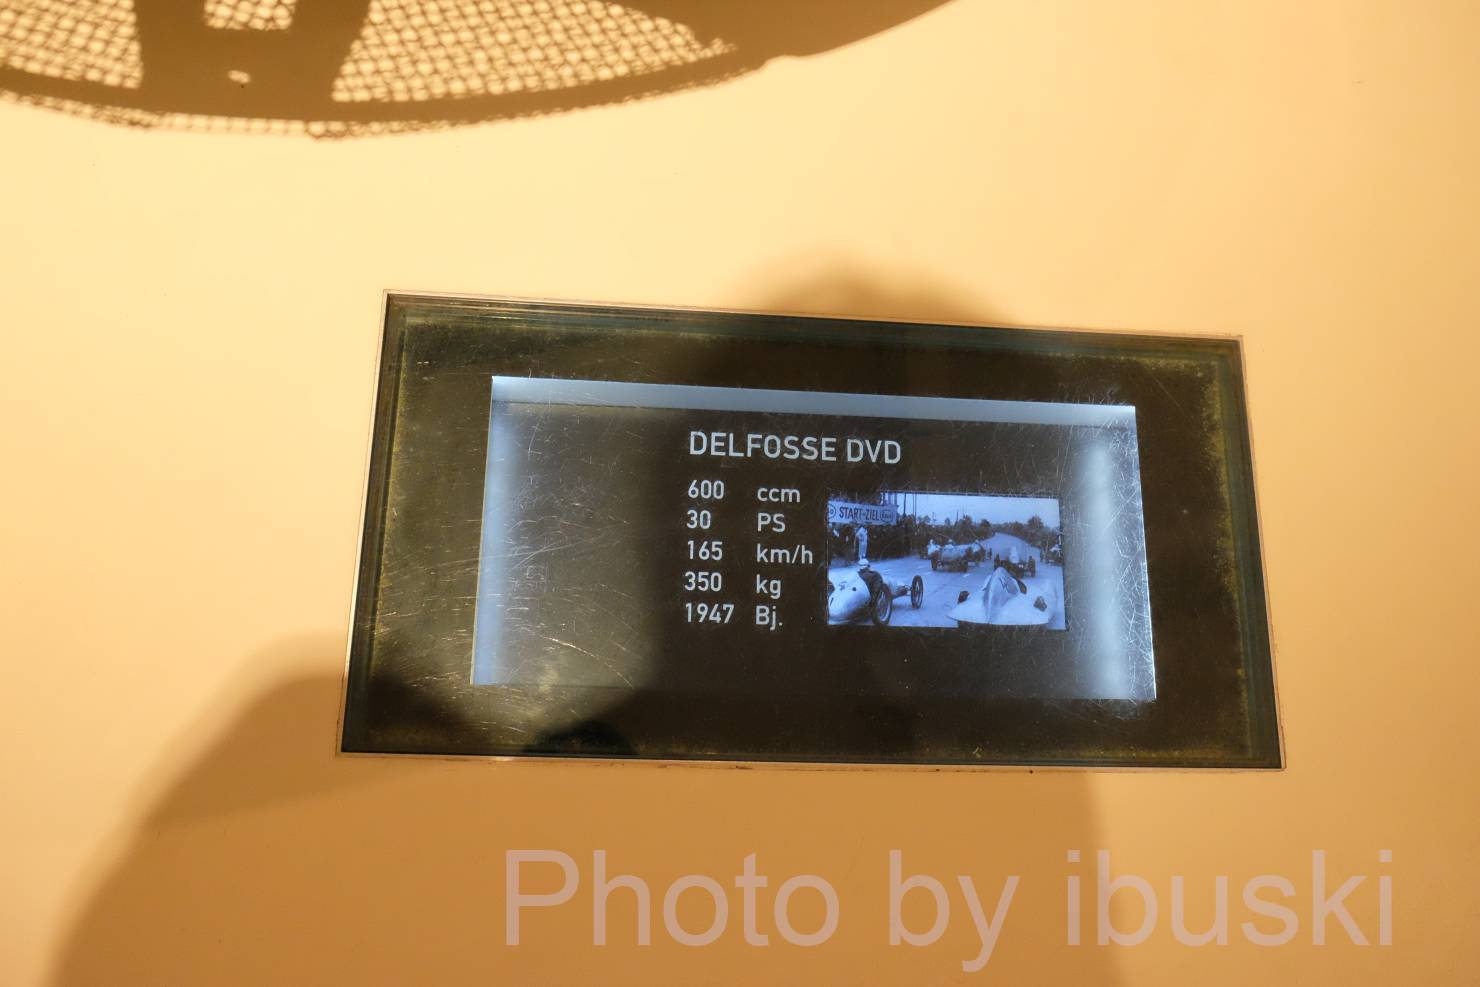 DELFOSSE DVD
600 ccm
30 PS
165 km/h
350 kg
1947 Bj.
START-ZIEL
Photo by ibuski